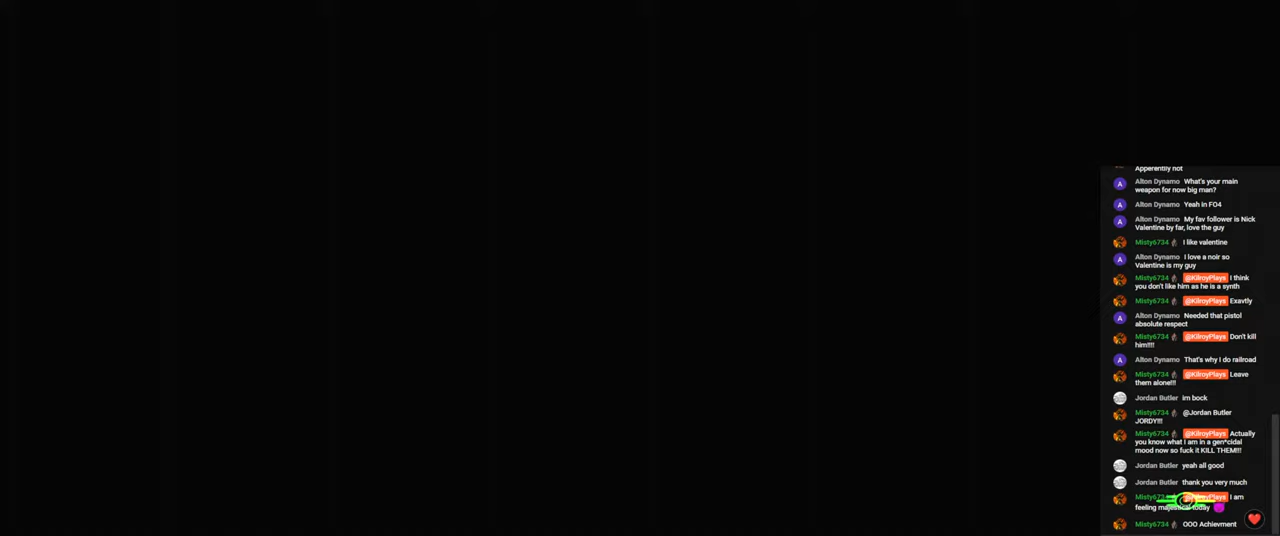 Apperentlly not
Alton Dynamo What's your main
weapon for now big man?
Alton Dynamo Yeah in FO4
Alton Dynamo My fav follower is Nick
Valentine by far, love the guy
Misty6734 I like valentine
Alton Dynamo I love a noir so
Valentine is my guy
Misty6734 @KilroyPlays I think
you don't like him as he is a synth
Misty6734 @KilroyPlays Exavtly
Alton Dynamo Needed that pistol
absolute respect
Misty6734 @KilroyPlays Don't kill
him!!!!
Alton Dynamo That's why I do railroad
Misty6734 @KilroyPlays Leave
them alone!!!
Jordan Butler im bock
Misty6734 @Jordan Butler
JORDY!!!
Misty6734 @KilroyPlays Actually
you know what I am in a gen*cidal
mood now so fuck it KILL THEM!!!
Jordan Butler yeah all good
Jordan Butler thank you very much
Misty6734 @KilroyPlays I am
feeling majestical today
Misty6734 OOO Achievment